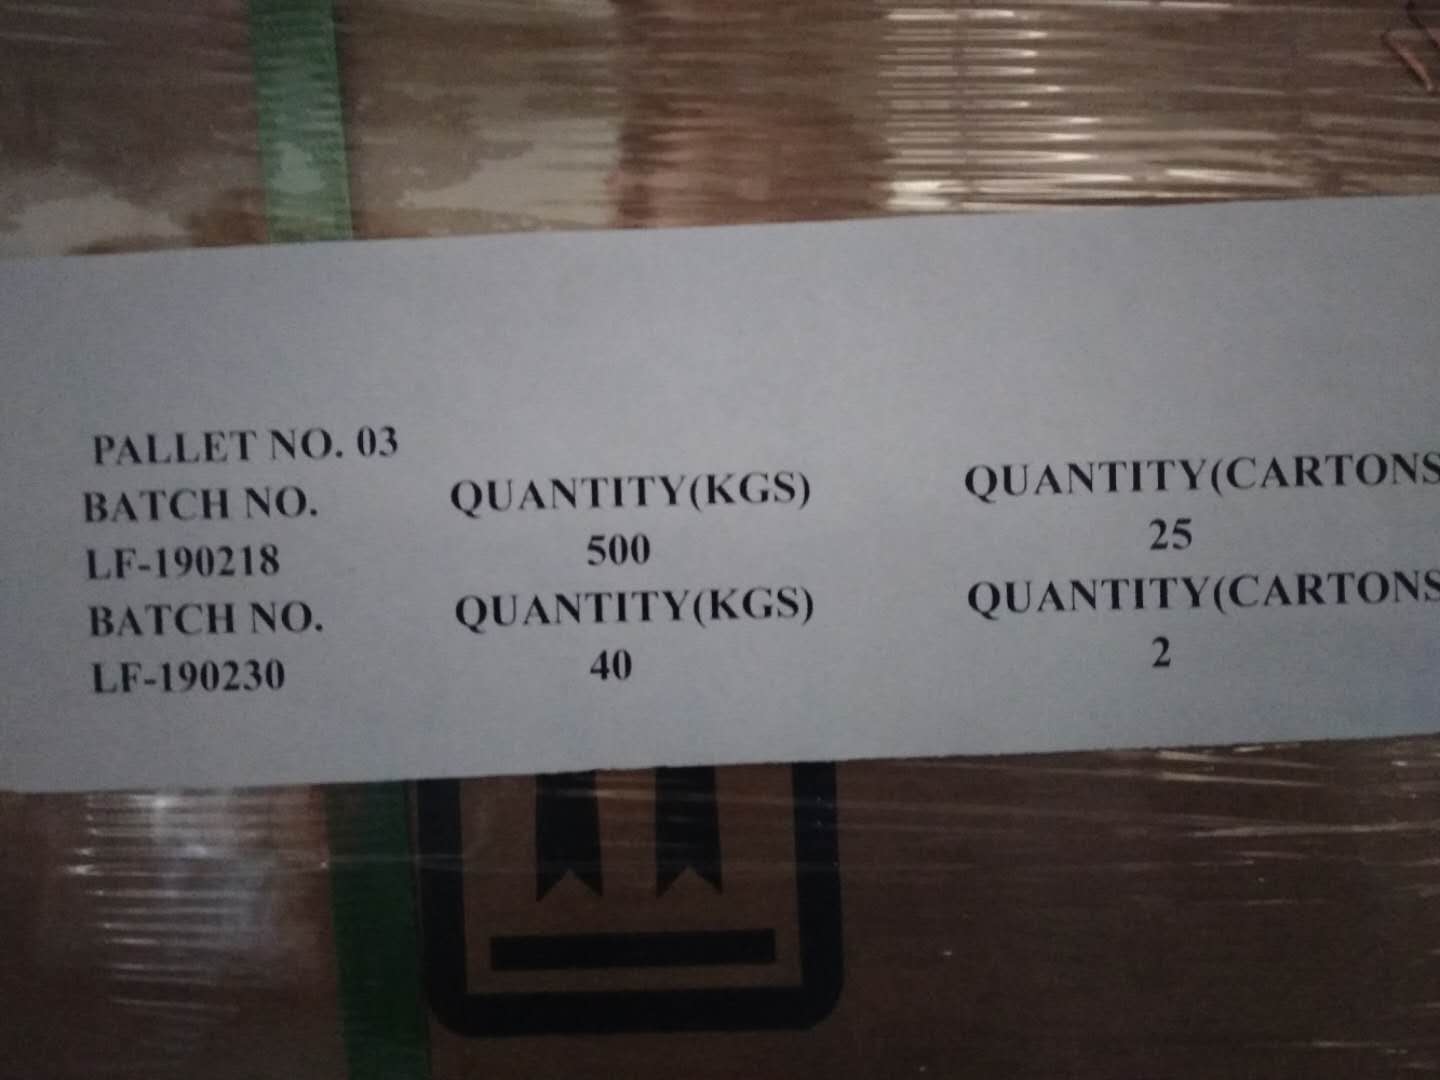 PALLET NO. 03
BATCH NO. QUANTITY(KGS) QUANTITY(CARTONS
LF-190218 500 25
BATCH NO. QUANTITY(KGS) QUANTITY(CARTONS
LF-190230 40 2